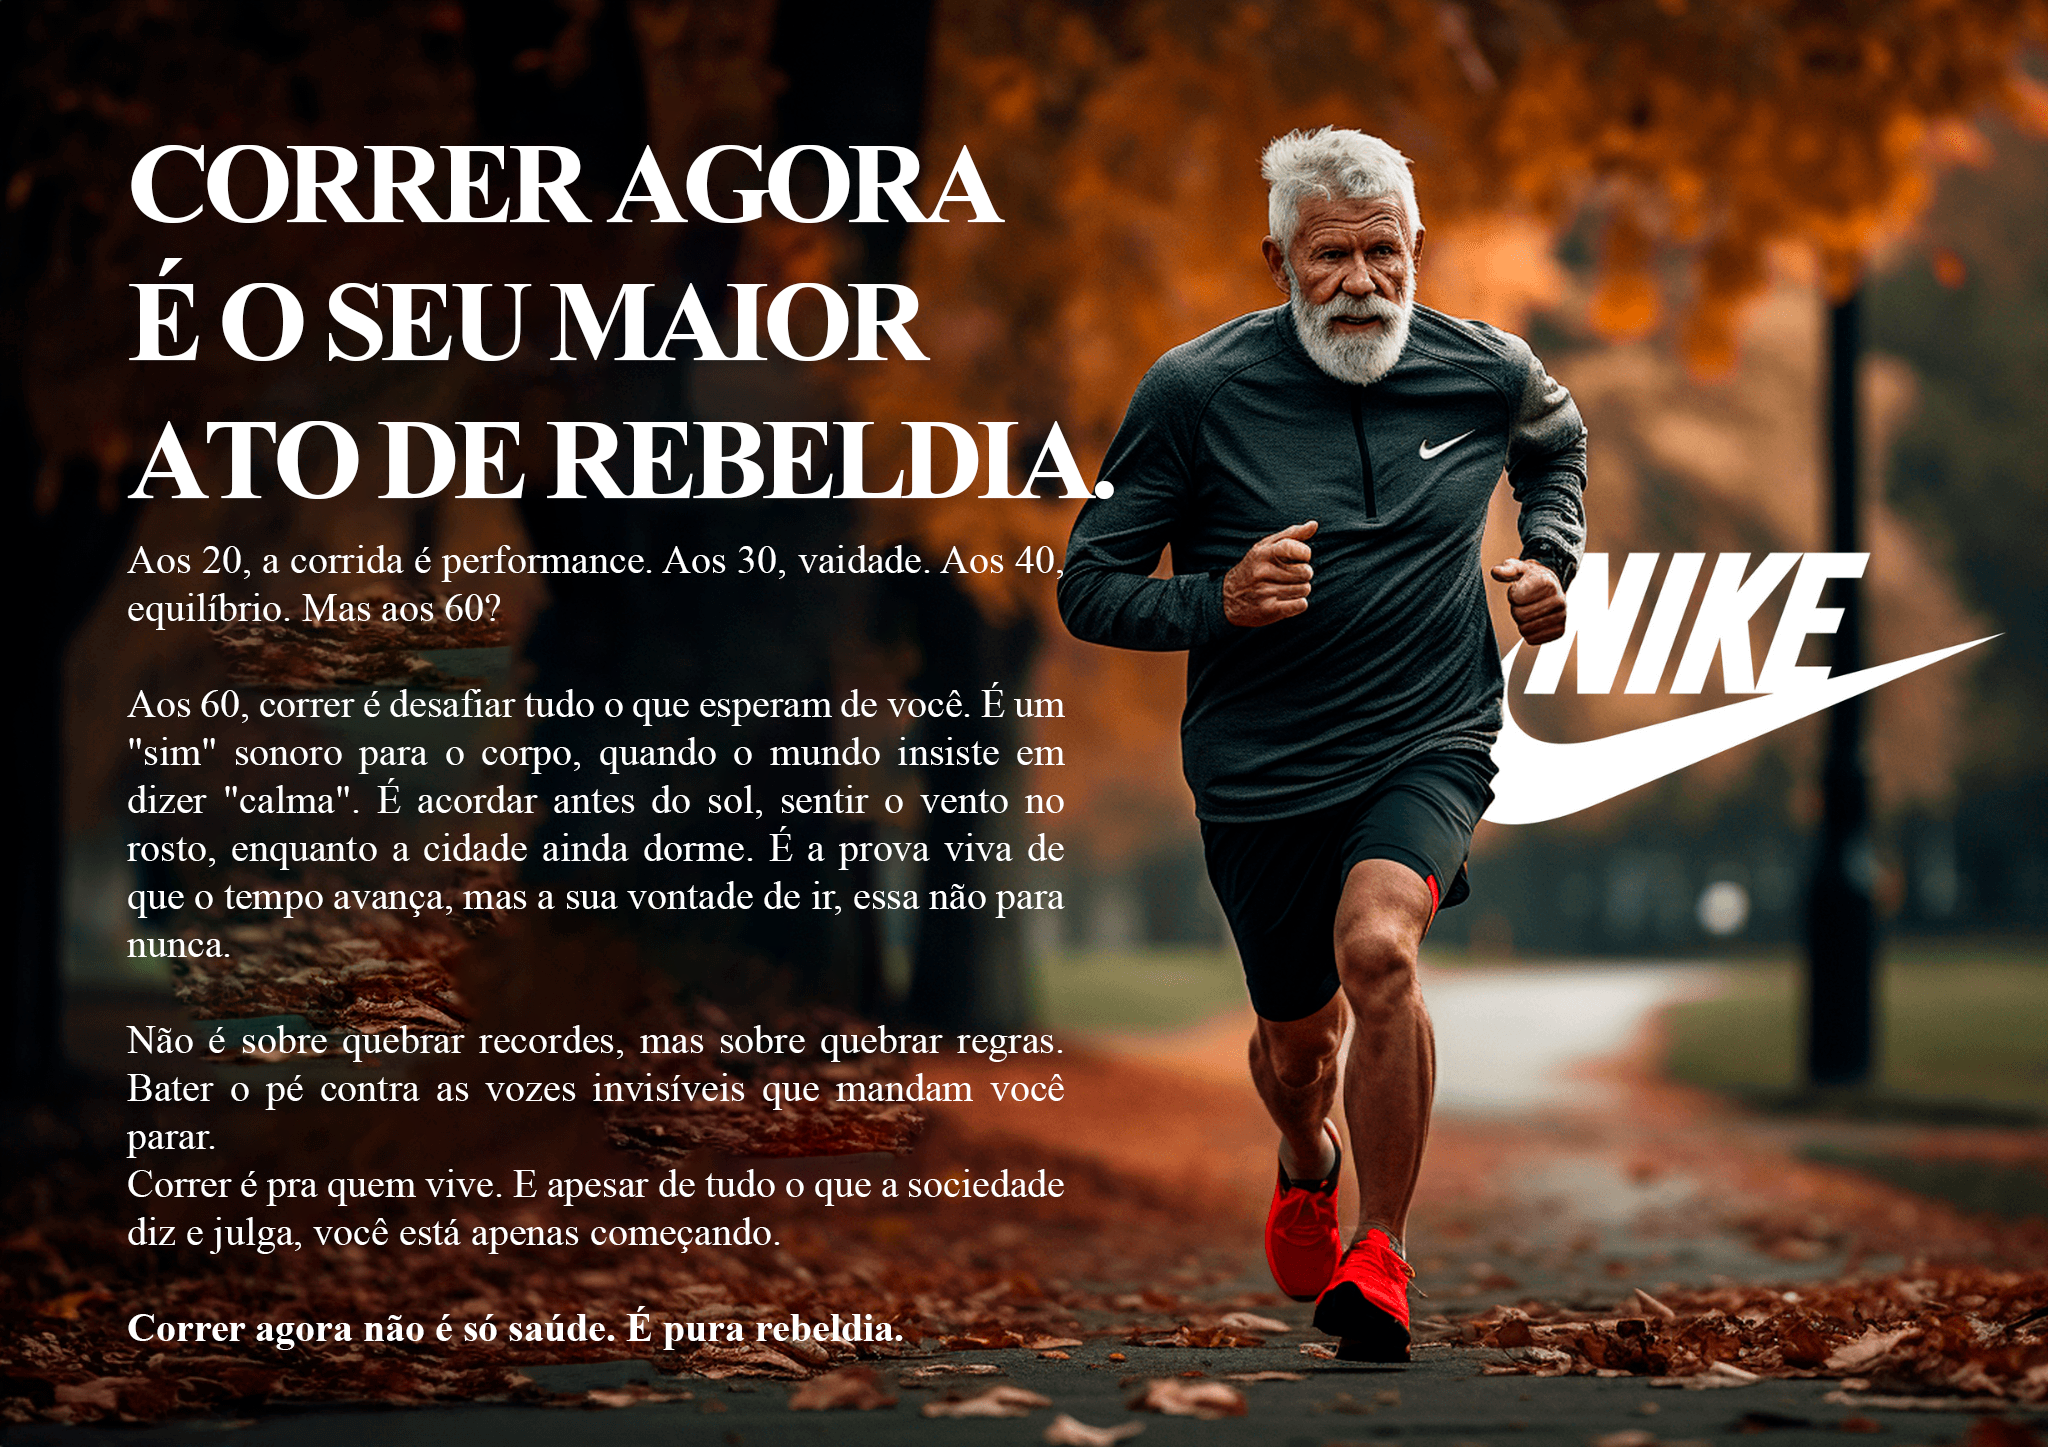 CORRER AGORA
É O SEU MAIOR
ATO DE REBELDIA.
Aos 20, a corrida é performance. Aos 30, vaidade. Aos 40,
equilíbrio. Mas aos 60?
Aos 60, correr é desafiar tudo o que esperam de você. É um
"sim" sonoro para o corpo, quando o mundo insiste em
dizer "calma". É acordar antes do sol, sentir o vento no
rosto, enquanto a cidade ainda dorme. É a prova viva de
que o tempo avança, mas a sua vontade de ir, essa não para
nunca.
Não é sobre quebrar recordes, mas sobre quebrar regras.
Bater o pé contra as vozes invisíveis que mandam você
parar.
Correr é pra quem vive. E apesar de tudo o que a sociedade
diz e julga, você está apenas começando.
Correr agora não é só saúde. É pura rebeldia.
NIKE